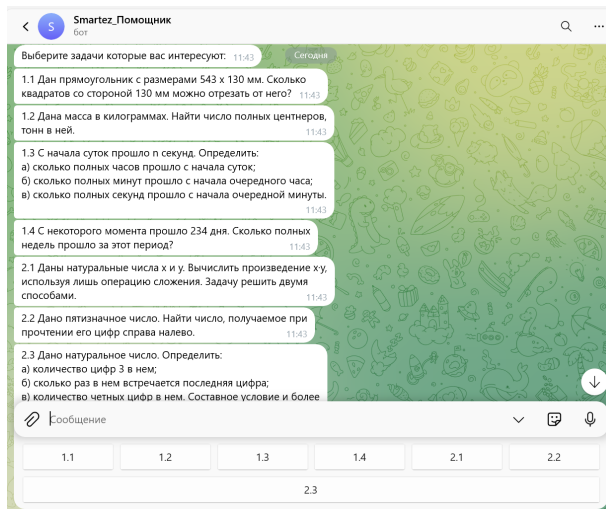 Smartez_Помощник
бот
Сегодня
Выберите задачи которые вас интересуют: 11:43
1.1 Дан прямоугольник с размерами 543 x 130 мм. Сколько
квадратов со стороной 130 мм можно отрезать от него? 11:43
1.2 Дана масса в килограммах. Найти число полных центнеров,
тонн в ней. 11:43
1.3 С начала суток прошло n секунд. Определить:
а) сколько полных часов прошло с начала суток;
б) сколько полных минут прошло с начала очередного часа;
в) сколько полных секунд прошло с начала очередной минуты.
11:43
1.4 С некоторого момента прошло 234 дня. Сколько полных
недель прошло за этот период? 11:43
2.1 Даны натуральные числа x и y. Вычислить произведение x·y,
используя лишь операцию сложения. Задачу решить двумя
способами. 11:43
2.2 Дано пятизначное число. Найти число, получаемое при
прочтении его цифр справа налево. 11:43
2.3 Дано натуральное число. Определить:
а) количество цифр 3 в нем;
б) сколько раз в нем встречается последняя цифра;
в) количество четных цифр в нем. Составное условие и более
Сообщение
1.1 1.2 1.3 1.4 2.1 2.2
2.3